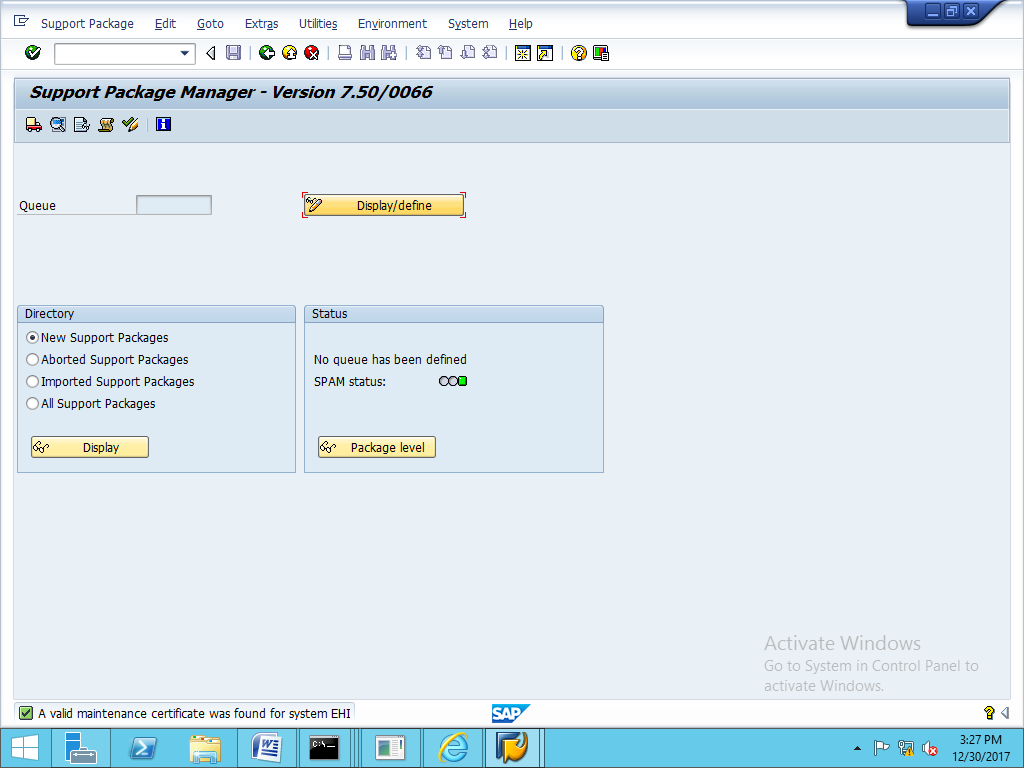 Support Package Edit Goto Extras Utilities Environment System Help
Support Package Manager - Version 7.50/0066
Queue Display/define
Directory
New Support Packages
Aborted Support Packages
Imported Support Packages
All Support Packages
Display
Status
No queue has been defined
SPAM status:
Package level
Activate Windows
Go to System in Control Panel to
activate Windows.
A valid maintenance certificate was found for system EHI
SAP
3:27 PM
12/30/2017